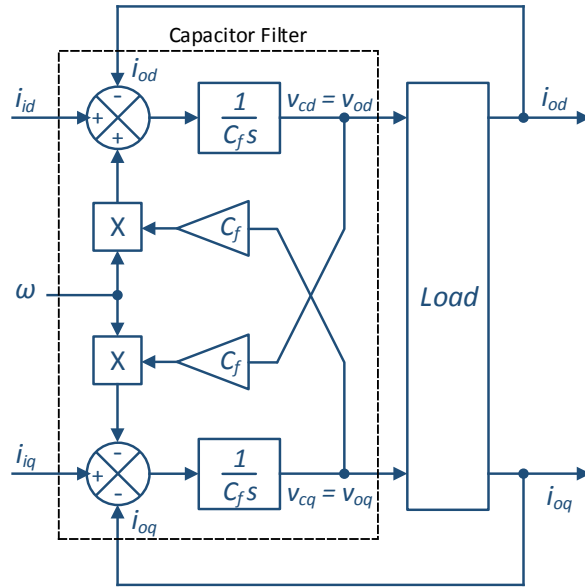 Capacitor Filter
i_od
-
i_id
+
+
1
C_f s
v_cd = v_od
i_od
X
C_f
ω
Load
X
C_f
-
i_iq
+
-
1
C_f s
v_cq = v_oq
i_oq
i_oq